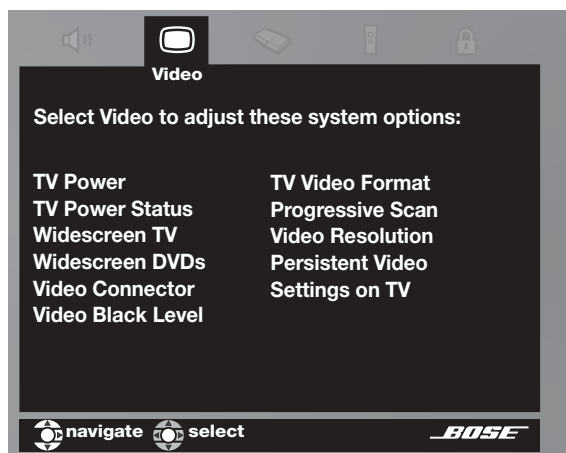 Video
Select Video to adjust these system options:
TV Power
TV Power Status
Widescreen TV
Widescreen DVDs
Video Connector
Video Black Level
TV Video Format
Progressive Scan
Video Resolution
Persistent Video
Settings on TV
navigate select BOSE